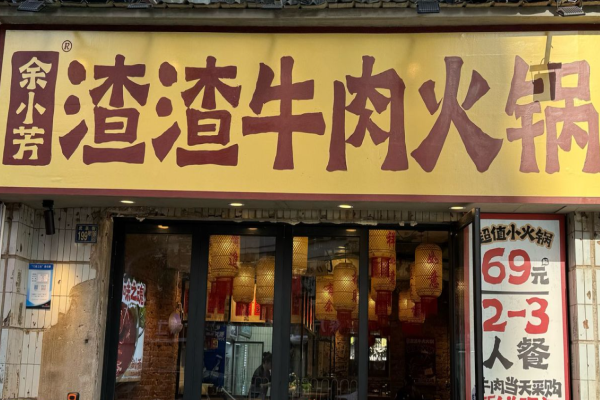 余小芳
®
渣渣牛肉火锅
超值小火锅
69元
2-3
人餐
牛肉当天采购